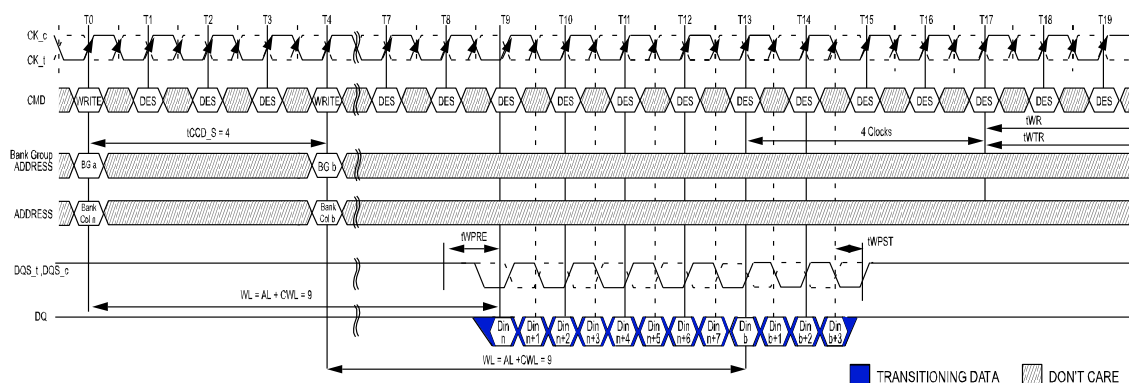 T0 T1 T2 T3 T4 T7 T8 T9 T10 T11 T12 T13 T14 T15 T16 T17 T18 T19
CK_c
CK_t
CMD WRITE DES DES DES WRITE DES DES DES DES DES DES DES DES DES DES DES DES DES
tCCD_S = 4 4 Clocks tWR
tWTR
Bank Group
ADDRESS BG a BG b
ADDRESS Bank Col n Bank Col b
tWPRE tWPST
DQS_t ,DQS_c
WL = AL + CWL = 9
DQ Din n Din n+1 Din n+2 Din n+3 Din n+4 Din n+5 Din n+6 Din n+7 Din b Din b+1 Din b+2 Din b+3
WL = AL +CWL = 9
TRANSITIONING DATA DON'T CARE